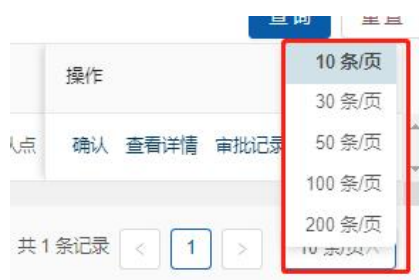 查询 重置
操作
人点 确认 查看详情 审批记录
10 条/页
30 条/页
50 条/页
100 条/页
200 条/页
共 1 条记录 < 1 > 10 条/页